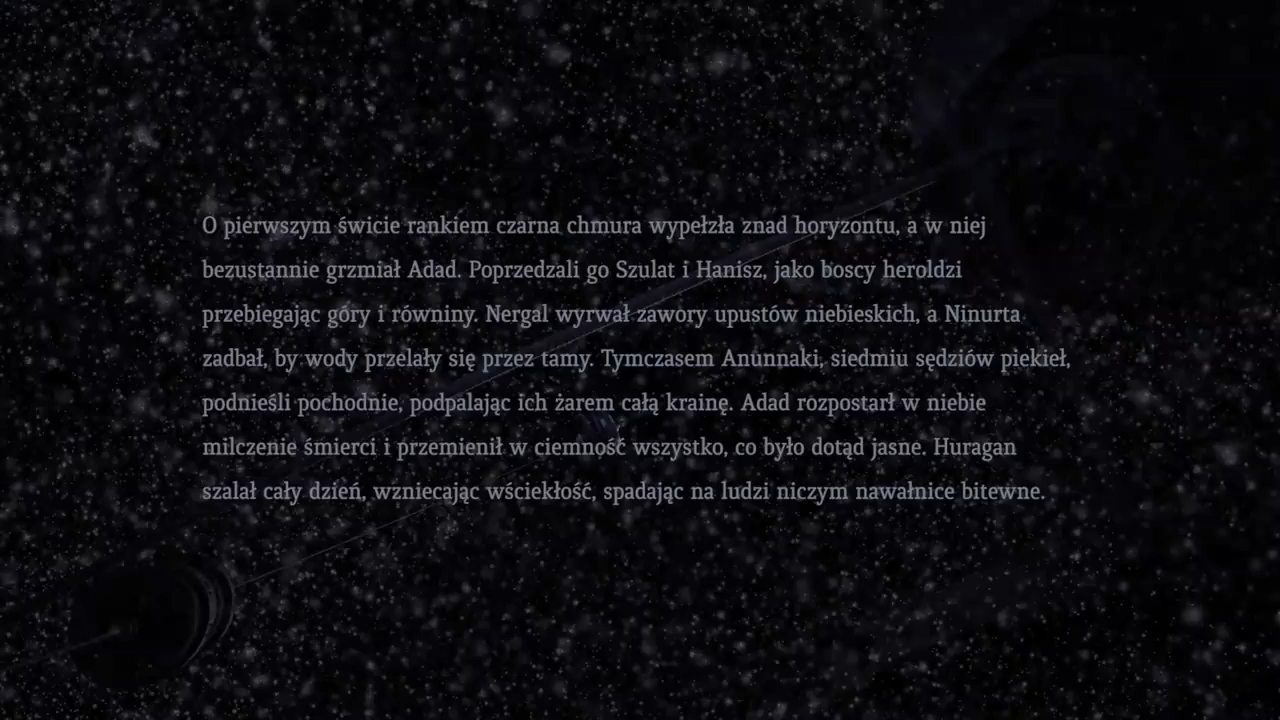 O pierwszym świcie rankiem czarna chmura wypełzła znad horyzontu, a w niej
bezustannie grzmiał Adad. Poprzedzali go Szulat i Hanisz, jako boscy heroldzi
przebiegając góry i równiny. Nergal wyrwał zawory upustów niebieskich, a Ninurta
zadbał, by wody przelały się przez tamy. Tymczasem Anunnaki, siedmiu sędziów piekieł,
podnieśli pochodnie, podpalając ich żarem całą krainę. Adad rozpostarł w niebie
milczenie śmierci i przemienił w ciemność wszystko, co było dotąd jasne. Huragan
szalał cały dzień, wzniecając wściekłość, spadając na ludzi niczym nawałnice bitewne.